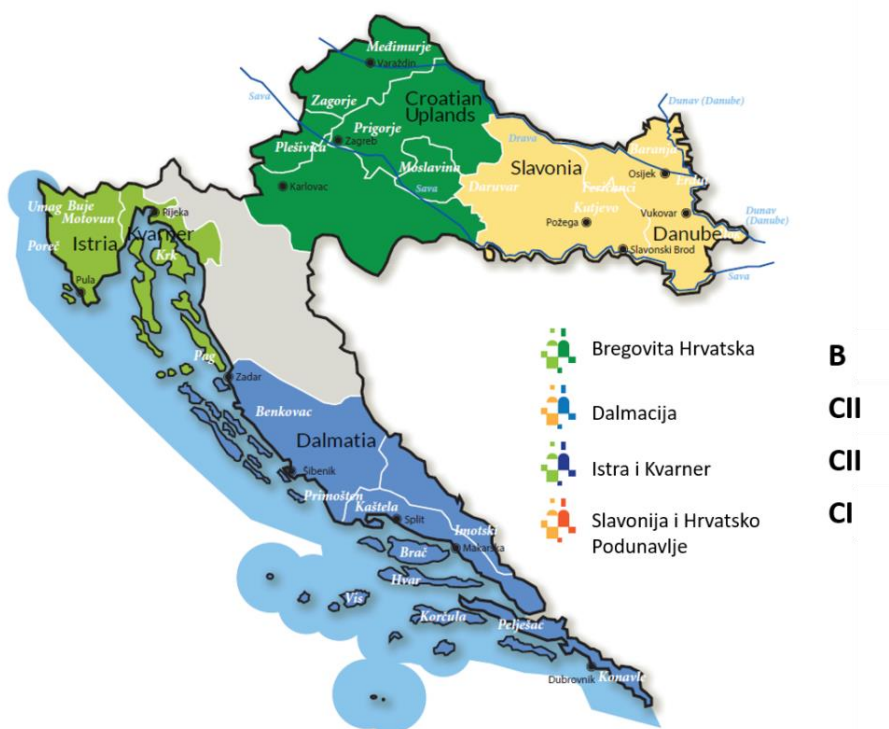 Međimurje
Varaždin
Sava
Zagorje
Croatian
Uplands
Dunav (Danube)
Prigorje
Zagreb
Plešivica
Drava
Baranja
Moslavina
Slavonia
Osijek
Karlovac
Sava
Daruvar
Feričanci
Erdut
Umag
Buje
Motovun
Rijeka
Kvarner
Kutjevo
Požega
Vukovar
Dunav
(Danube)
Poreč
Istria
Krk
Danube
Slavonski Brod
Pula
Sava
Pag
Zadar
Benkovac
Dalmatia
Šibenik
Primošten
Kaštela
Split
Imotski
Makarska
Brač
Hvar
Vis
Korčula
Pelješac
Dubrovnik
Konavle
Bregovita Hrvatska B
Dalmacija CII
Istra i Kvarner CII
Slavonija i Hrvatsko CI
Podunavlje